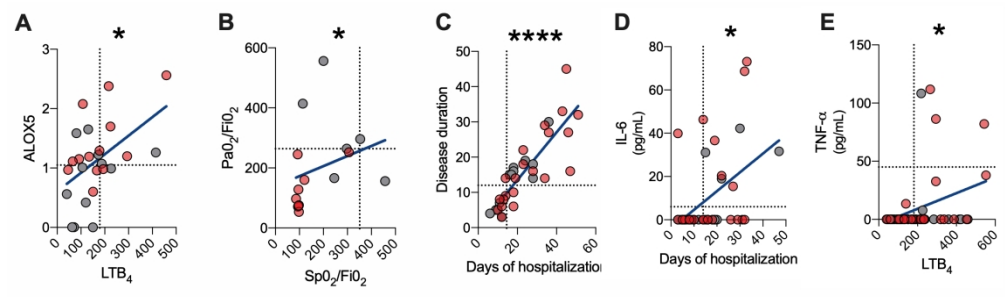 A
*
ALOX5
3
2
1
0
0 100 200 300 400 500
LTB₄
B
*
Pa0₂/Fi0₂
600
400
200
0
0 100 200 300 400 500
Sp0₂/Fi0₂
C
****
Disease duration
50
40
30
20
10
0
0 20 40 60
Days of hospitalization
D
*
IL-6
(pg/mL)
80
60
40
20
0
0 10 20 30 40 50
Days of hospitalization
E
*
TNF-α
(pg/mL)
150
100
50
0
0 200 400 600
LTB₄